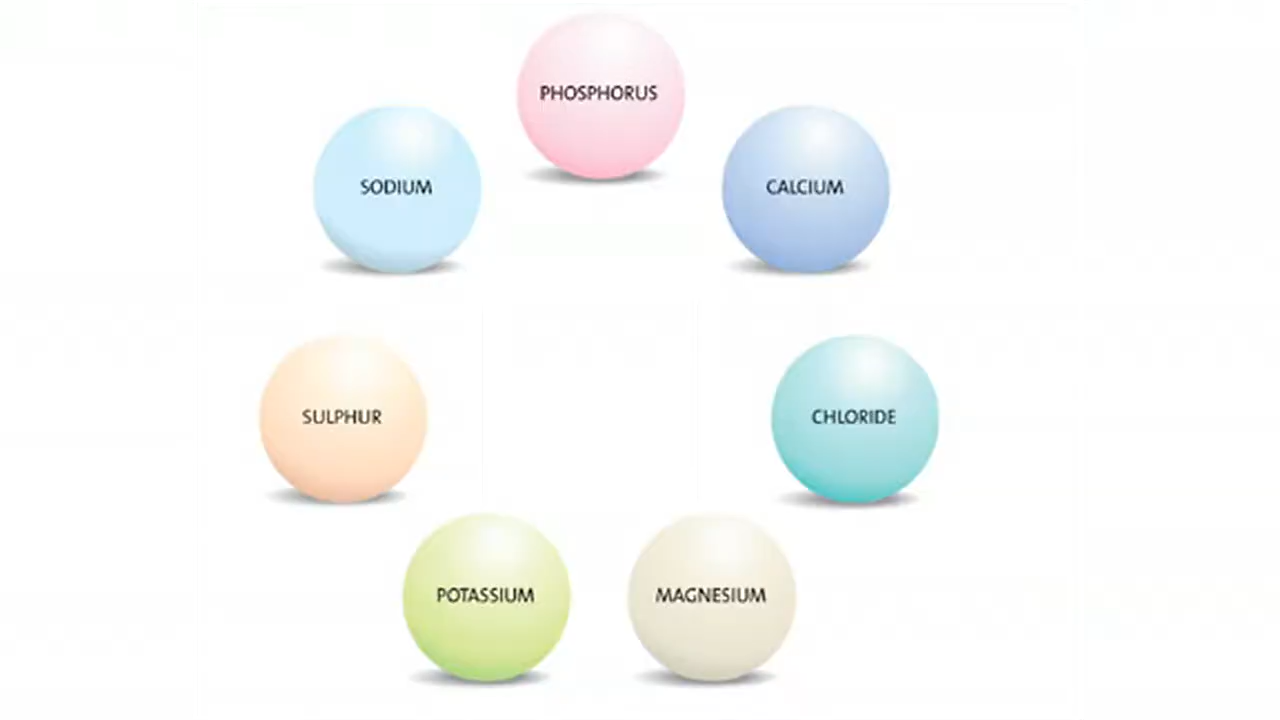 PHOSPHORUS
SODIUM
CALCIUM
SULPHUR
CHLORIDE
POTASSIUM
MAGNESIUM